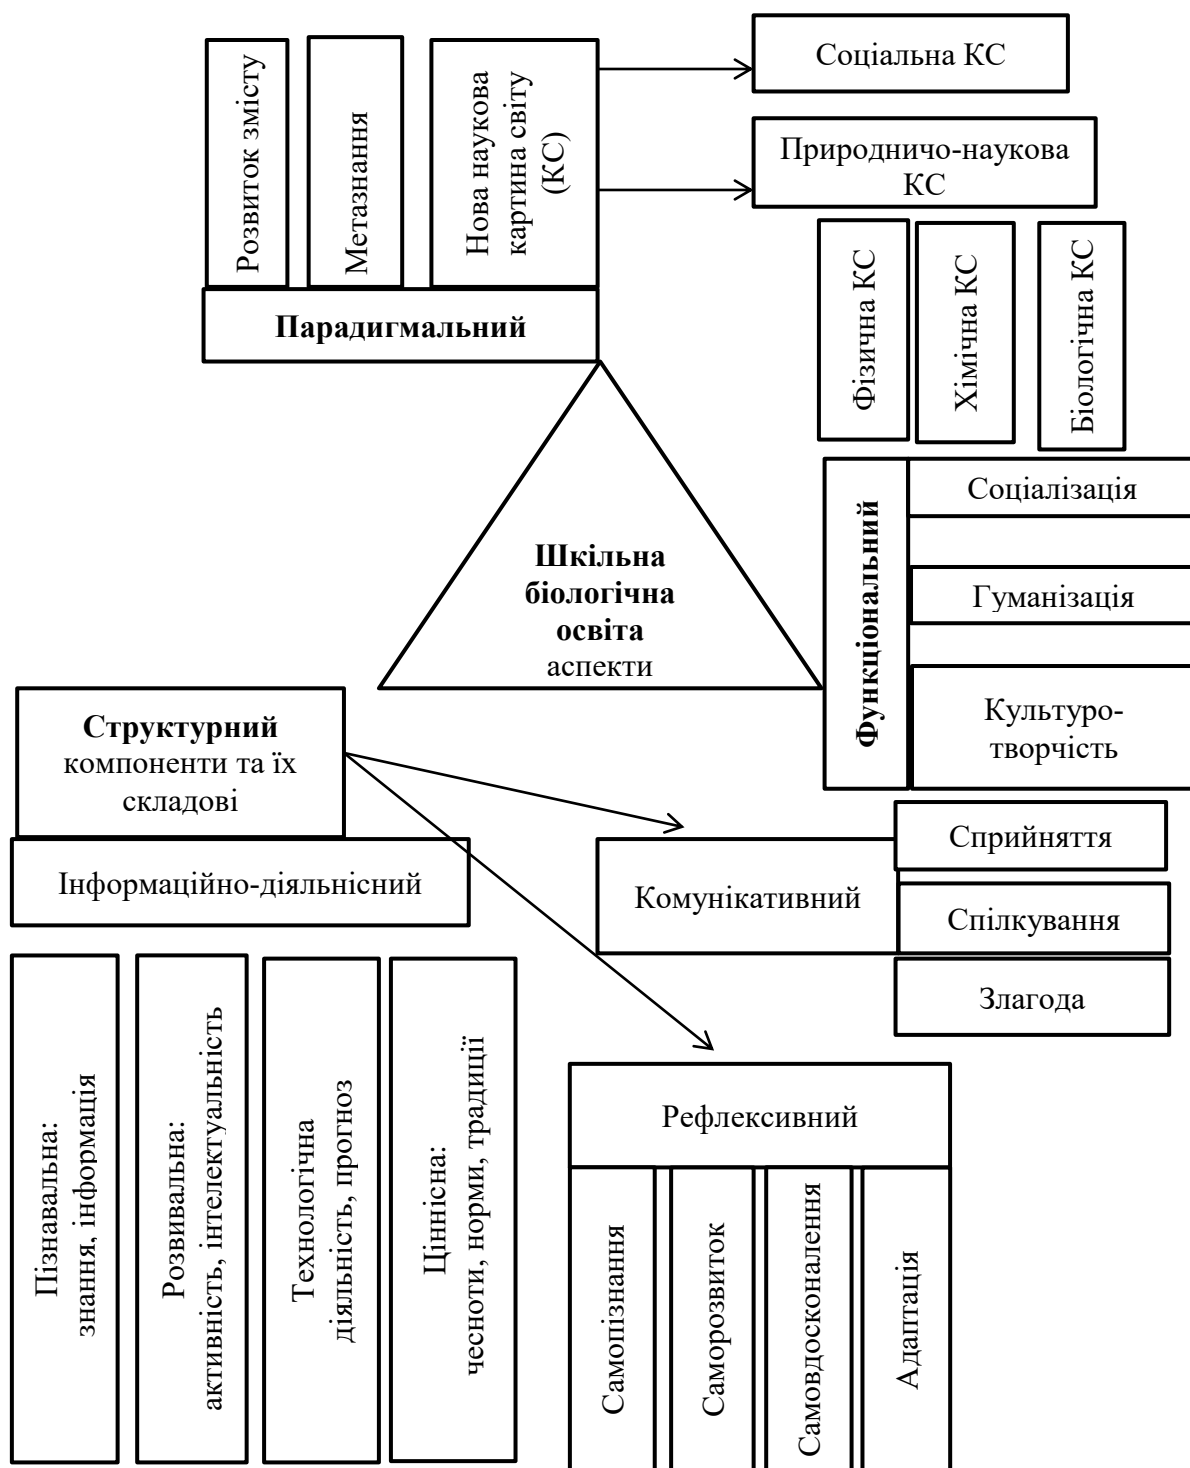 Розвиток змісту
Метазнання
Нова наукова
картина світу
(КС)
Соціальна КС
Природничо-наукова
КС
Парадигмальний
Фізична КС
Хімічна КС
Біологічна КС
Шкільна
біологічна
освіта
аспекти
Функціональний
Соціалізація
Гуманізація
Культуро-
творчість
Структурний
компоненти та їх
складові
Інформаційно-діяльнісний
Комунікативний
Сприйняття
Спілкування
Злагода
Пізнавальна:
знання, інформація
Розвивальна:
активність, інтелектуальність
Технологічна
діяльність, прогноз
Ціннісна:
чесноти, норми, традиції
Рефлексивний
Самопізнання
Саморозвиток
Самовдосконалення
Адаптація